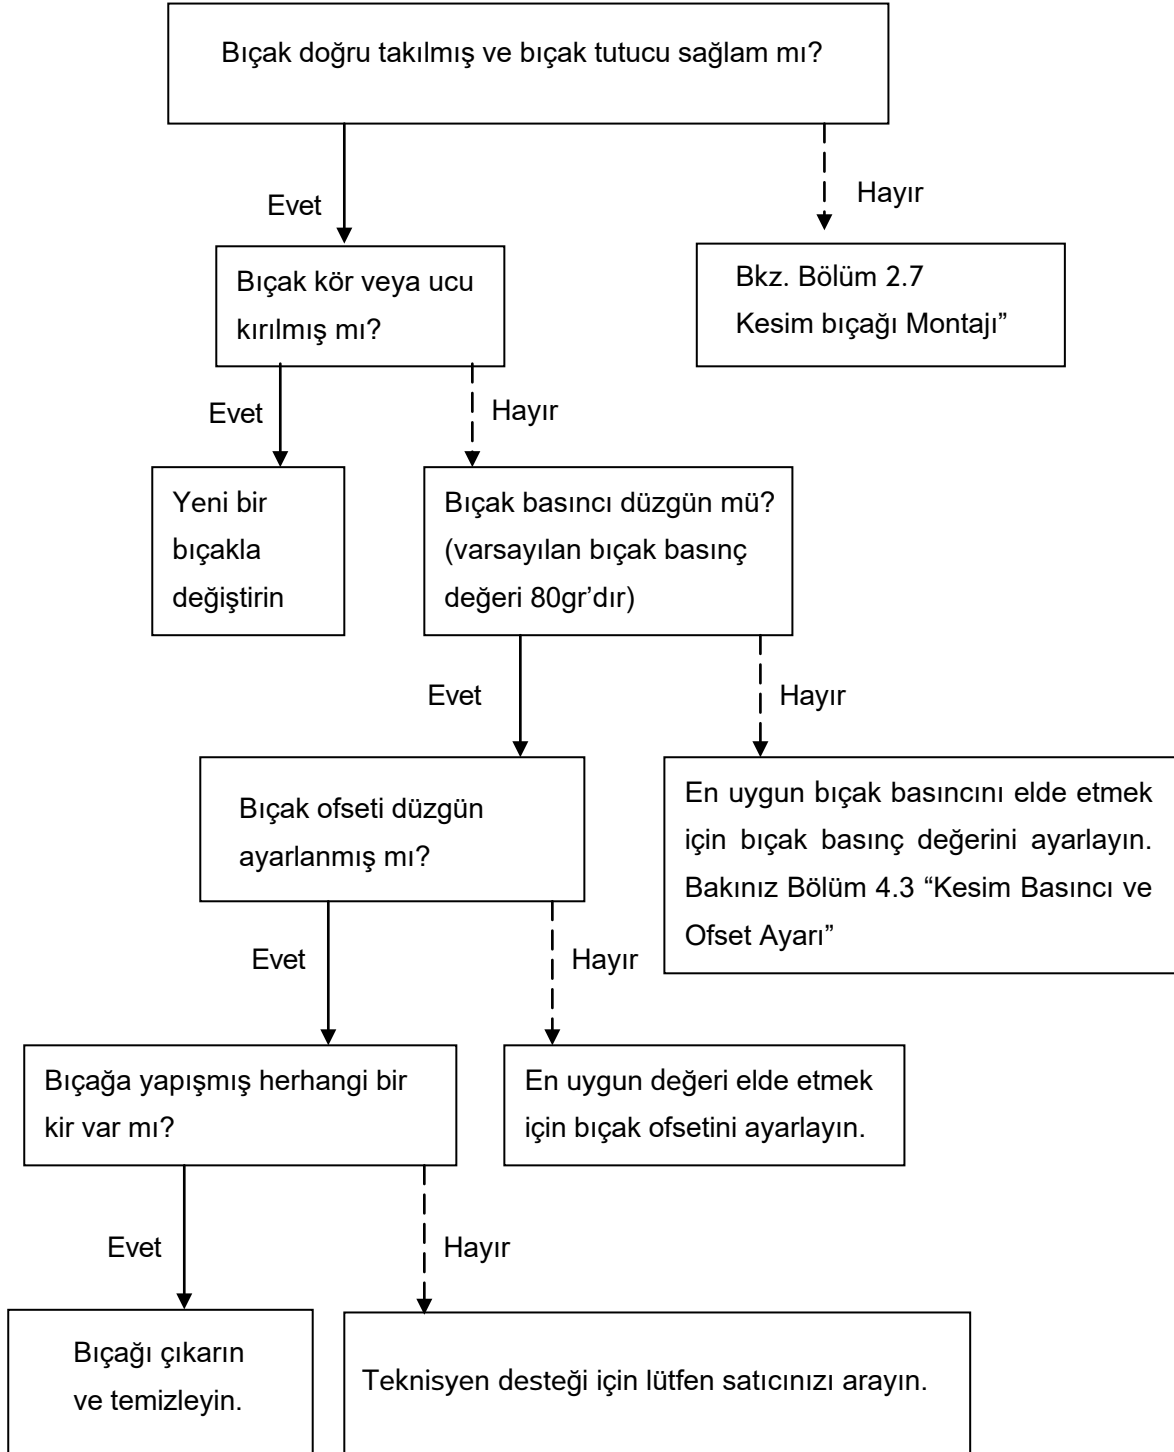 Bıçak doğru takılmış ve bıçak tutucu sağlam mı?
Evet
Hayır
Bıçak kör veya ucu
kırılmış mı?
Bkz. Bölüm 2.7
Kesim bıçağı Montajı”
Evet
Hayır
Yeni bir
bıçakla
değiştirin
Bıçak basıncı düzgün mü?
(varsayılan bıçak basınç
değeri 80gr’dır)
Evet
Hayır
Bıçak ofseti düzgün
ayarlanmış mı?
En uygun bıçak basıncını elde etmek
için bıçak basınç değerini ayarlayın.
Bakınız Bölüm 4.3 “Kesim Basıncı ve
Ofset Ayarı”
Evet
Hayır
Bıçağa yapışmış herhangi bir
kir var mı?
En uygun değeri elde etmek
için bıçak ofsetini ayarlayın.
Evet
Hayır
Bıçağı çıkarın
ve temizleyin.
Teknisyen desteği için lütfen satıcınızı arayın.